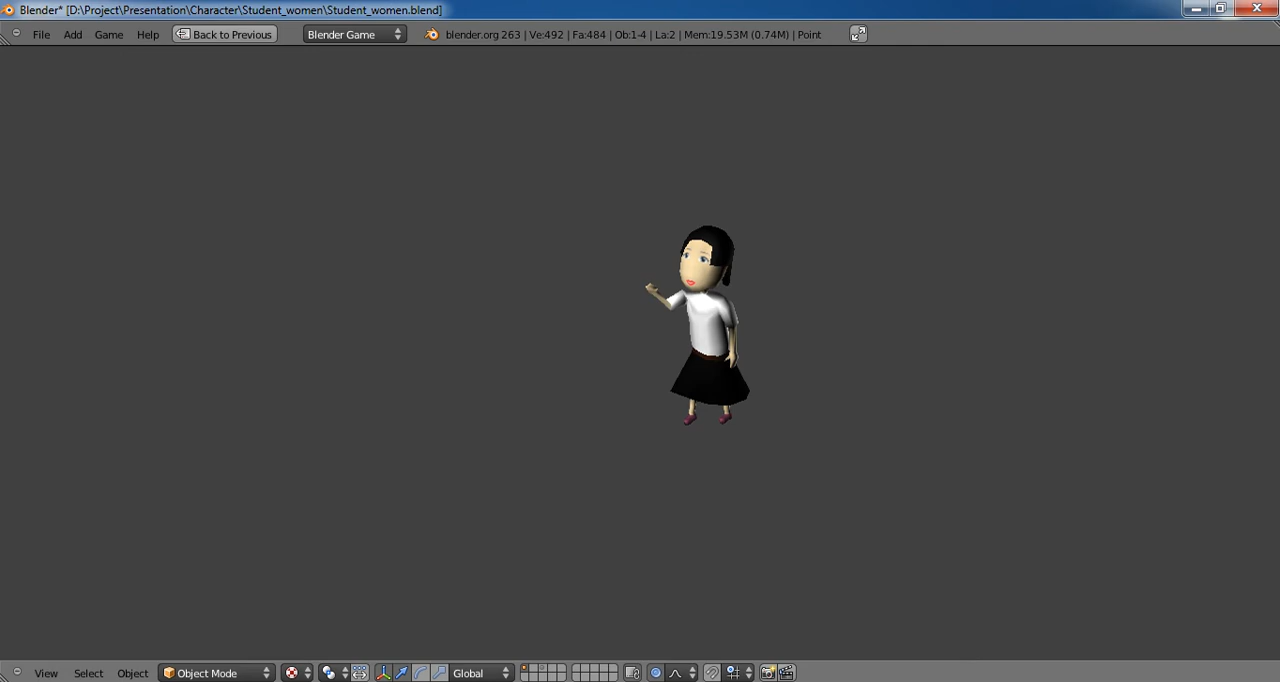 Blender* [D:\Project\Presentation\Character\Student_women\Student_women.blend]
File Add Game Help Back to Previous Blender Game blender.org 263 | Ve:492 | Fa:484 | Ob:1-4 | La:2 | Mem:19.53M (0.74M) | Point
View Select Object Object Mode Global